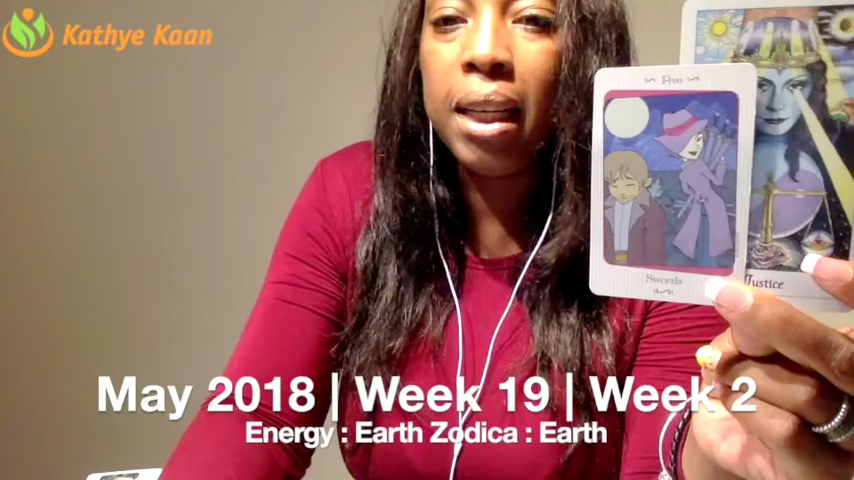 Kathye Kaan
Five
Swords
Justice
May 2018 | Week 19 | Week 2
Energy : Earth Zodica : Earth